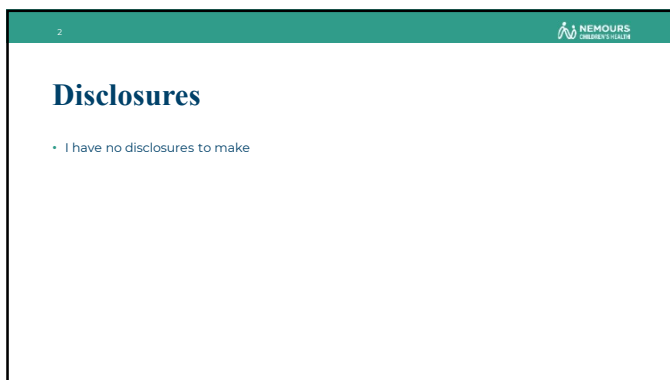 2
NEMOURS
CHILDREN'S HEALTH
Disclosures
• I have no disclosures to make